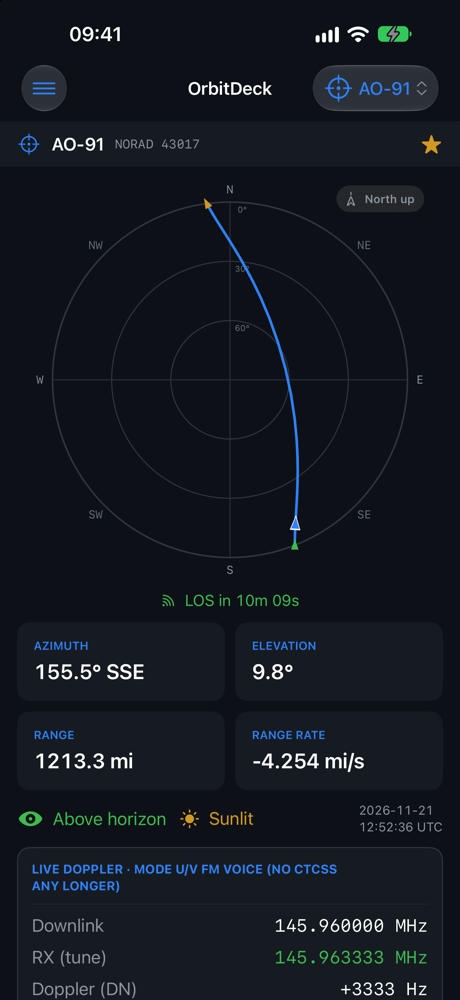 09:41
OrbitDeck
AO-91
AO-91 NORAD 43017
North up
N
0°
NW
NE
30°
60°
W
E
SW
SE
S
LOS in 10m 09s
AZIMUTH
155.5° SSE
ELEVATION
9.8°
RANGE
1213.3 mi
RANGE RATE
-4.254 mi/s
Above horizon
Sunlit
2026-11-21
12:52:36 UTC
LIVE DOPPLER · MODE U/V FM VOICE (NO CTCSS
ANY LONGER)
Downlink 145.960000 MHz
RX (tune) 145.963333 MHz
Doppler (DN) +3333 Hz